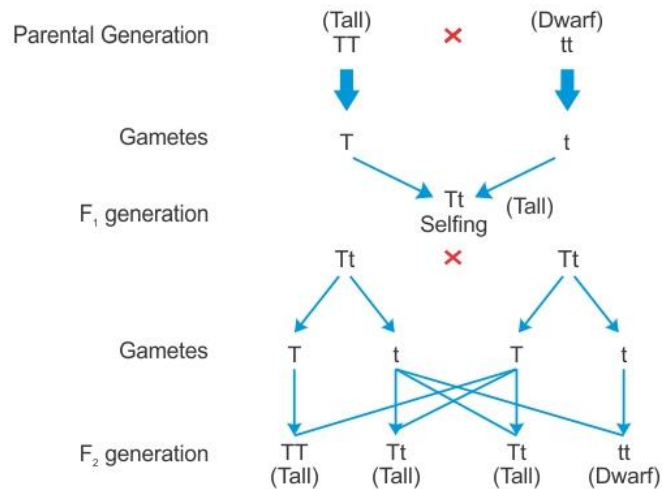 (Tall) (Dwarf)
Parental Generation TT × tt
Gametes T t
F₁ generation Tt (Tall)
Selfing
Tt × Tt
Gametes T t T t
F₂ generation TT Tt Tt tt
(Tall) (Tall) (Tall) (Dwarf)